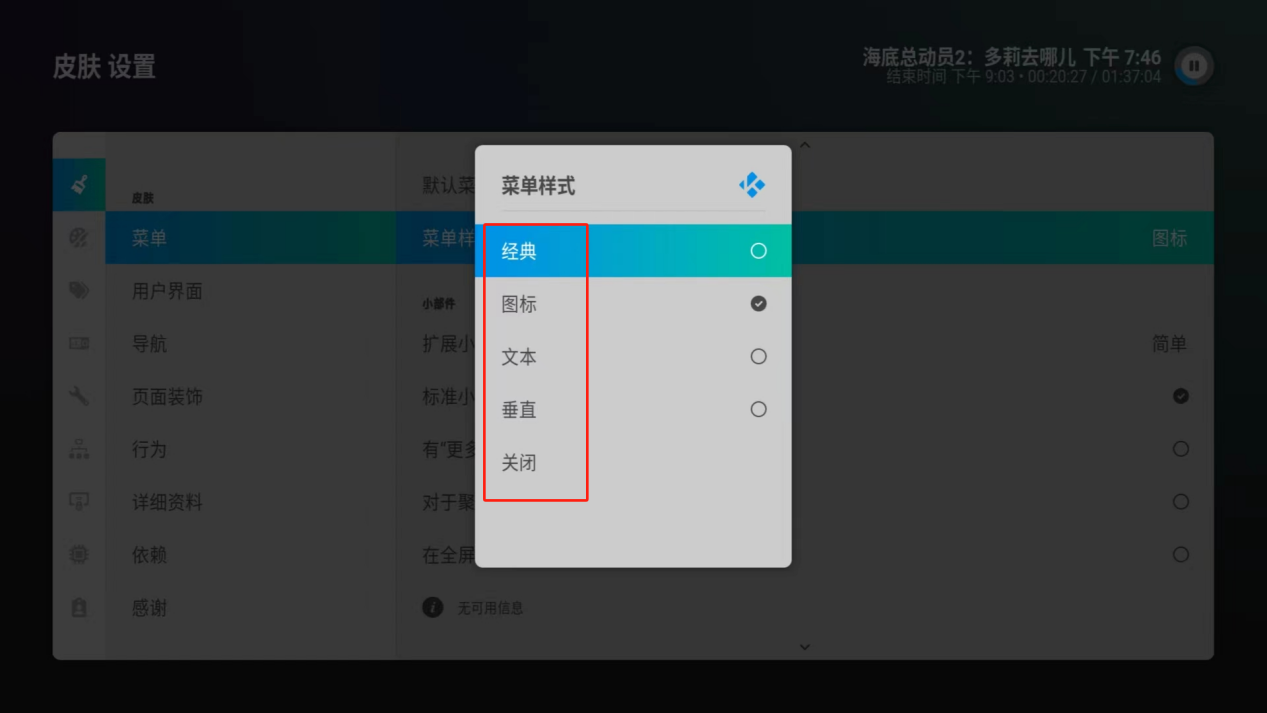 皮肤 设置
海底总动员2：多莉去哪儿 下午 7:46
结束时间 下午 9:03 • 00:20:27 / 01:37:04
皮肤
菜单
用户界面
导航
页面装饰
行为
详细资料
依赖
感谢
默认菜
菜单样
图标
小部件
扩展小
简单
标准小
有“更多
对于聚
在全屏
无可用信息
菜单样式
经典
图标
文本
垂直
关闭